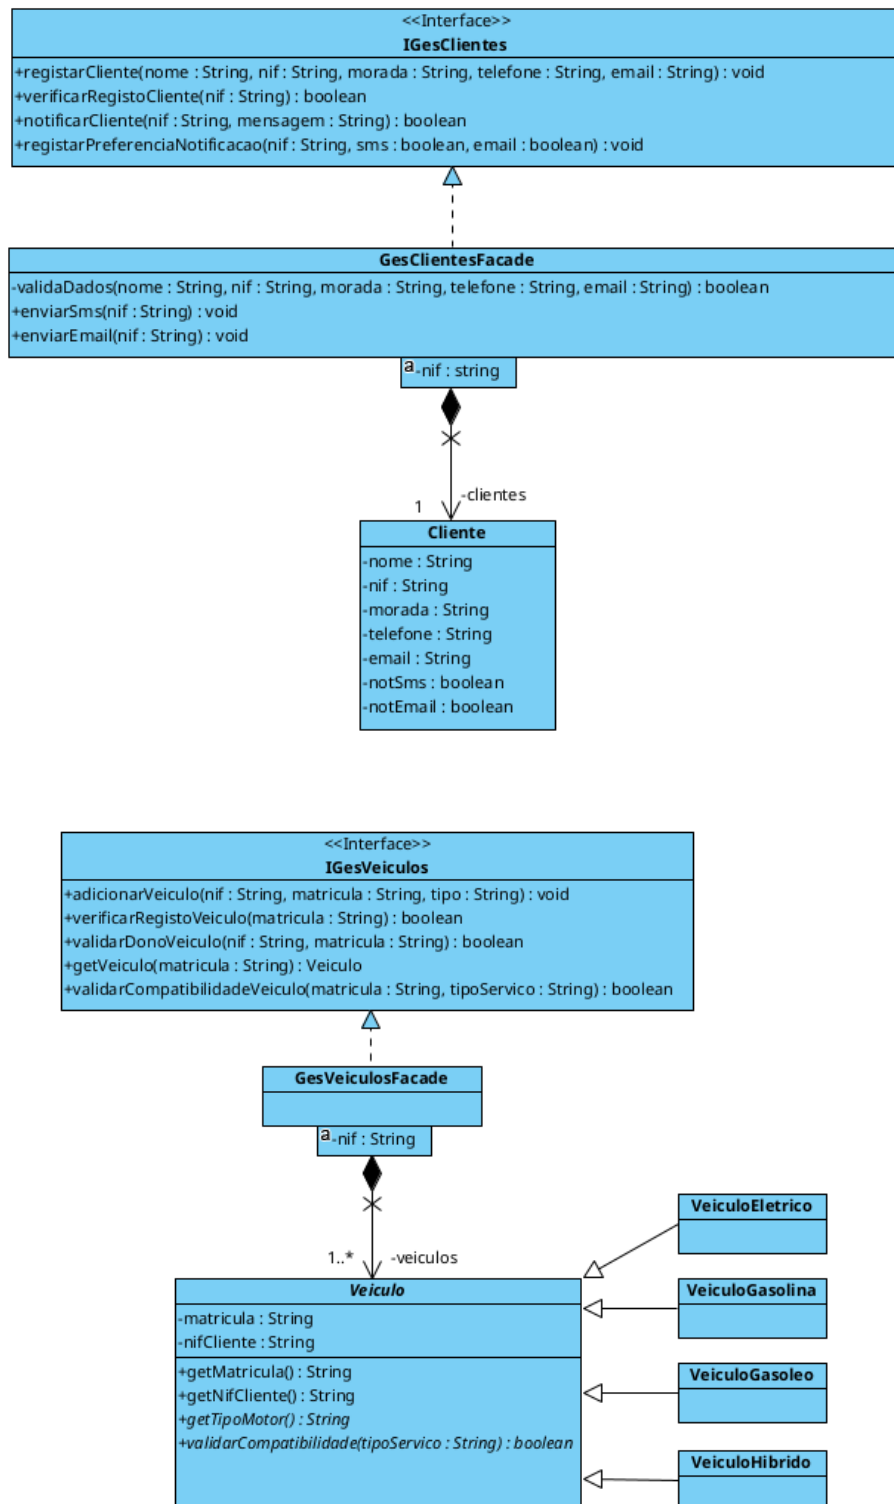 <<Interface>>
IGesClientes
+registarCliente(nome : String, nif : String, morada : String, telefone : String, email : String) : void
+verificarRegistoCliente(nif : String) : boolean
+notificarCliente(nif : String, mensagem : String) : boolean
+registarPreferenciaNotificacao(nif : String, sms : boolean, email : boolean) : void
GesClientesFacade
-validaDados(nome : String, nif : String, morada : String, telefone : String, email : String) : boolean
+enviarSms(nif : String) : void
+enviarEmail(nif : String) : void
a -nif : string
1 -clientes
Cliente
-nome : String
-nif : String
-morada : String
-telefone : String
-email : String
-notSms : boolean
-notEmail : boolean
<<Interface>>
IGesVeiculos
+adicionarVeiculo(nif : String, matricula : String, tipo : String) : void
+verificarRegistoVeiculo(matricula : String) : boolean
+validarDonoVeiculo(nif : String, matricula : String) : boolean
+getVeiculo(matricula : String) : Veiculo
+validarCompatibilidadeVeiculo(matricula : String, tipoServico : String) : boolean
GesVeiculosFacade
a -nif : String
1..* -veiculos
Veiculo
-matricula : String
-nifCliente : String
+getMatricula() : String
+getNifCliente() : String
+getTipoMotor() : String
+validarCompatibilidade(tipoServico : String) : boolean
VeiculoEletrico
VeiculoGasolina
VeiculoGasoleo
VeiculoHibrido